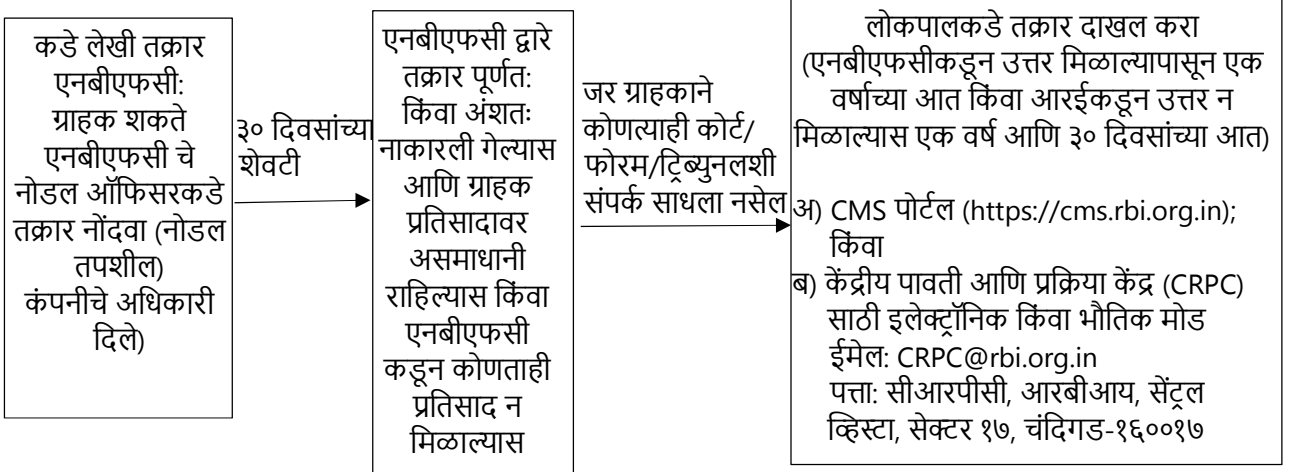 कडे लेखी तक्रार
एनबीएफसी:
ग्राहक शकते
एनबीएफसी चे
नोडल ऑफिसरकडे
तक्रार नोंदवा (नोडल
तपशील)
कंपनीचे अधिकारी
दिले)
३० दिवसांच्या
शेवटी
एनबीएफसी द्वारे
तक्रार पूर्णत:
किंवा अंशतः
नाकारली गेल्यास
आणि ग्राहक
प्रतिसादावर
असमाधानी
राहिल्यास किंवा
एनबीएफसी
कडून कोणताही
प्रतिसाद न
मिळाल्यास
जर ग्राहकाने
कोणत्याही कोर्ट/
फोरम/ट्रिब्युनलशी
संपर्क साधला नसेल
लोकपालकडे तक्रार दाखल करा
(एनबीएफसीकडून उत्तर मिळाल्यापासून एक
वर्षाच्या आत किंवा आरईकडून उत्तर न
मिळाल्यास एक वर्ष आणि ३० दिवसांच्या आत)
अ) CMS पोर्टल (https://cms.rbi.org.in);
किंवा
ब) केंद्रीय पावती आणि प्रक्रिया केंद्र (CRPC)
साठी इलेक्ट्रॉनिक किंवा भौतिक मोड
ईमेल: CRPC@rbi.org.in
पत्ता: सीआरपीसी, आरबीआय, सेंट्रल
व्हिस्टा, सेक्टर १७, चंदिगड-१६००१७